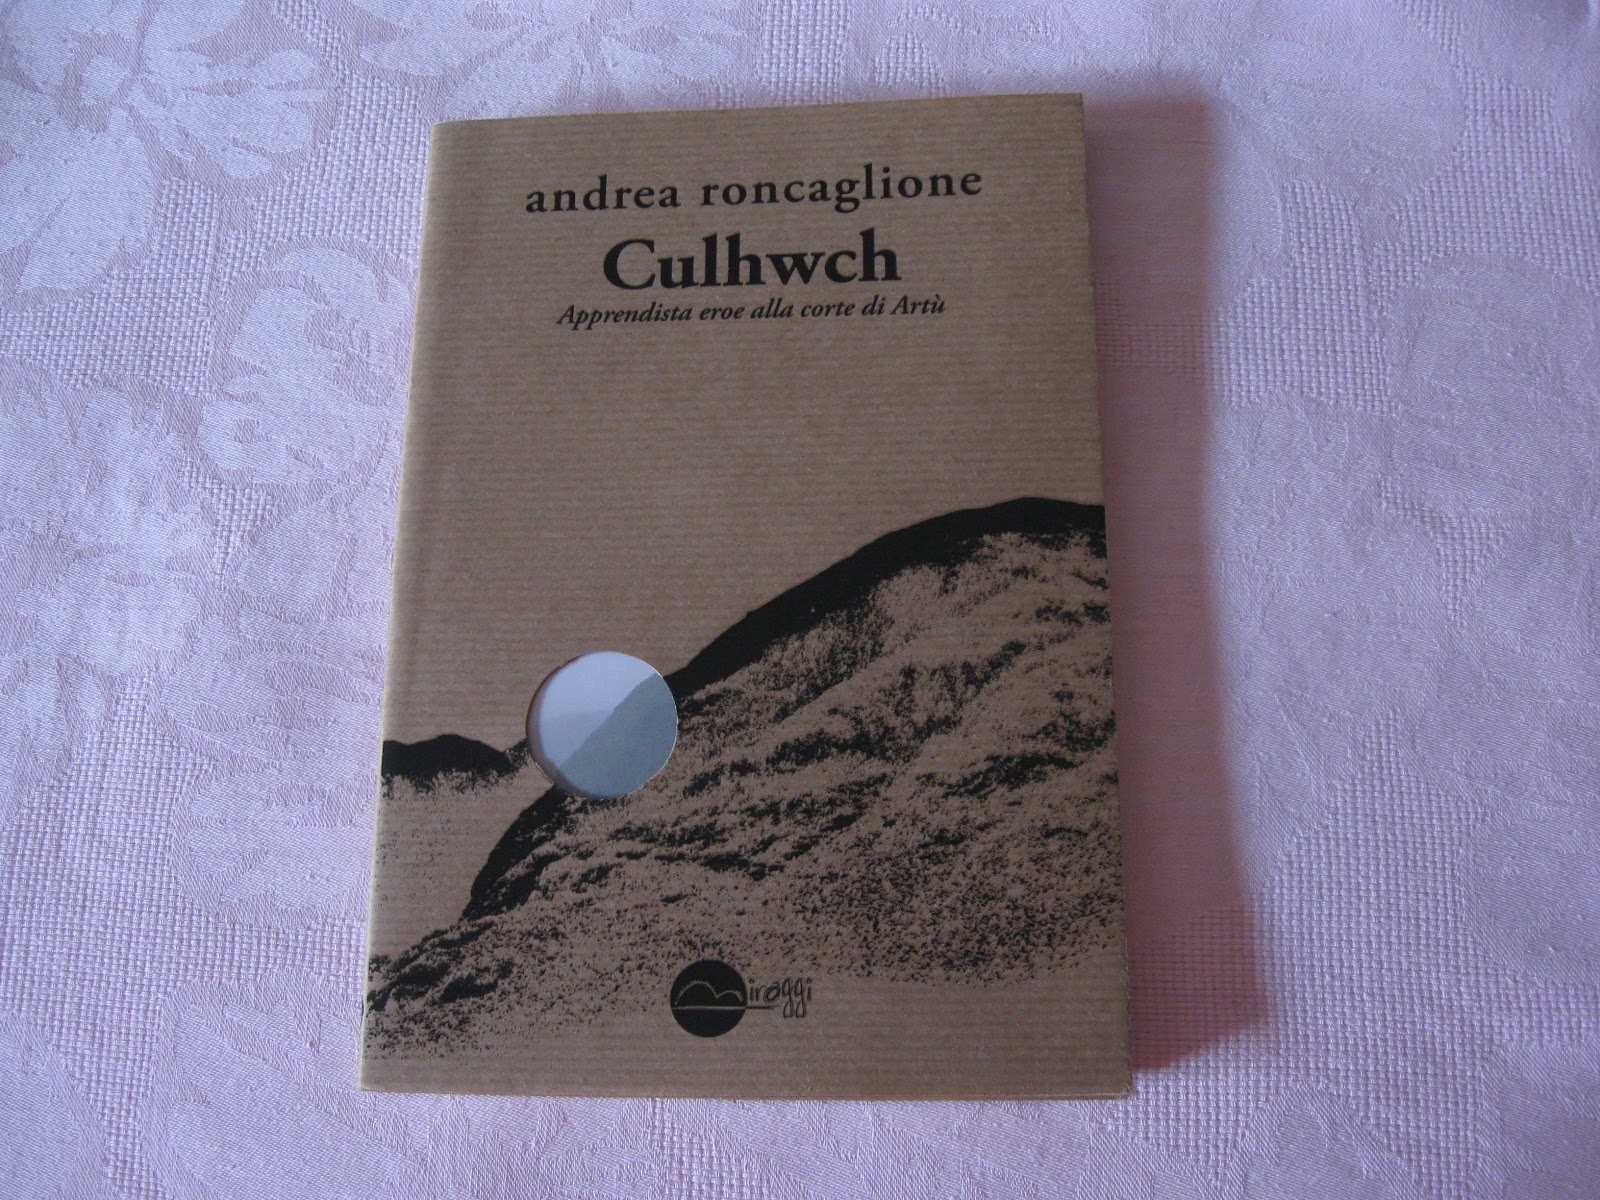 andrea roncaglione
Culhwch
Apprendista eroe alla corte di Artù
miraggi